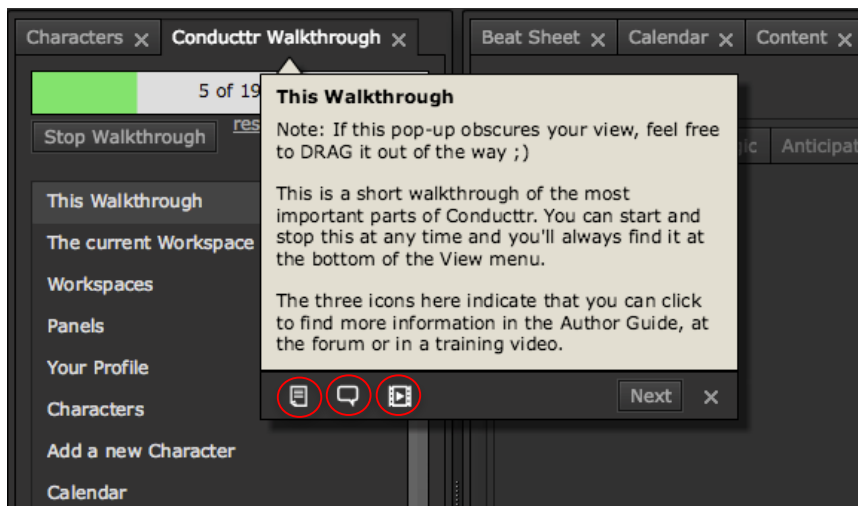 Characters
Conducttr Walkthrough
Beat Sheet
Calendar
Content
5 of 19
Stop Walkthrough
This Walkthrough
Note: If this pop-up obscures your view, feel free
to DRAG it out of the way ;)
This is a short walkthrough of the most
important parts of Conducttr. You can start and
stop this at any time and you'll always find it at
the bottom of the View menu.
The three icons here indicate that you can click
to find more information in the Author Guide, at
the forum or in a training video.
Next
This Walkthrough
The current Workspace
Workspaces
Panels
Your Profile
Characters
Add a new Character
Calendar